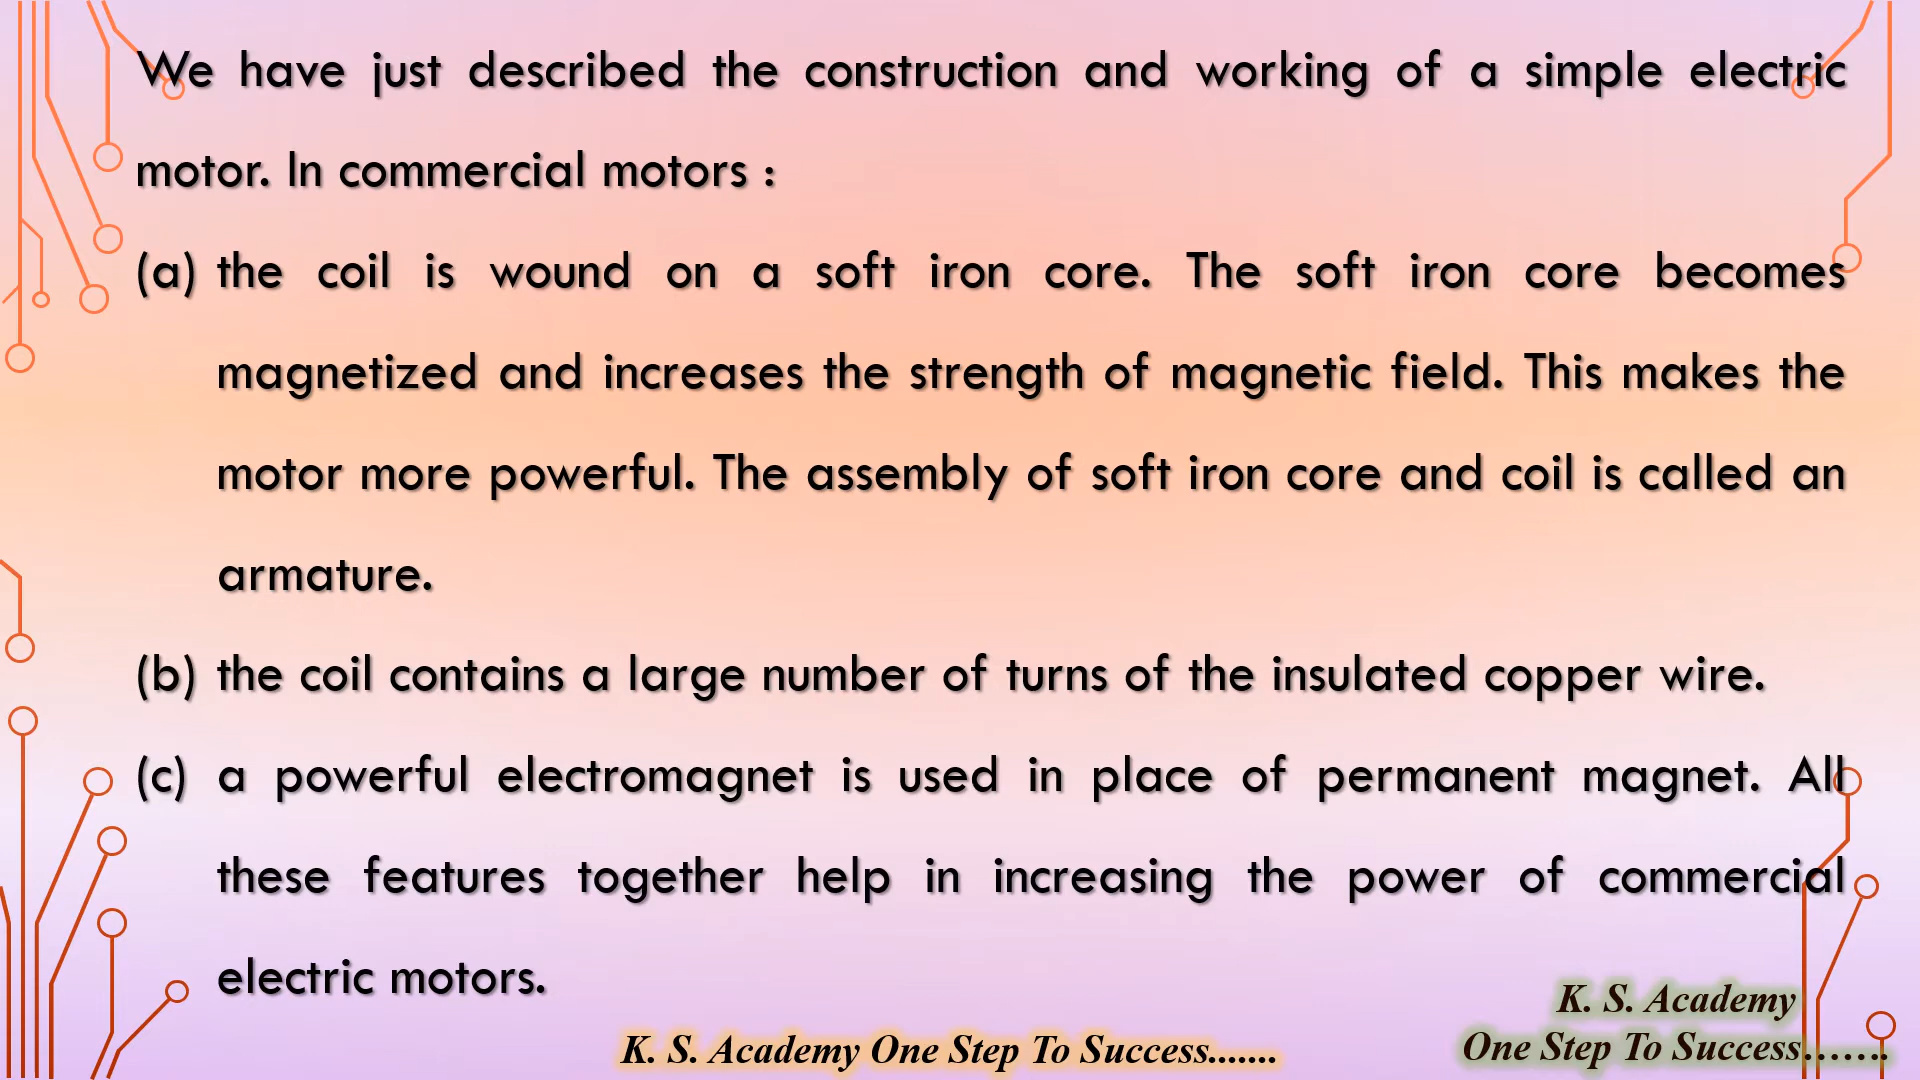 We have just described the construction and working of a simple electric
motor. In commercial motors :
(a) the coil is wound on a soft iron core. The soft iron core becomes
magnetized and increases the strength of magnetic field. This makes the
motor more powerful. The assembly of soft iron core and coil is called an
armature.
(b) the coil contains a large number of turns of the insulated copper wire.
(c) a powerful electromagnet is used in place of permanent magnet. All
these features together help in increasing the power of commercial
electric motors.
K. S. Academy
One Step To Success.......
K. S. Academy One Step To Success.......